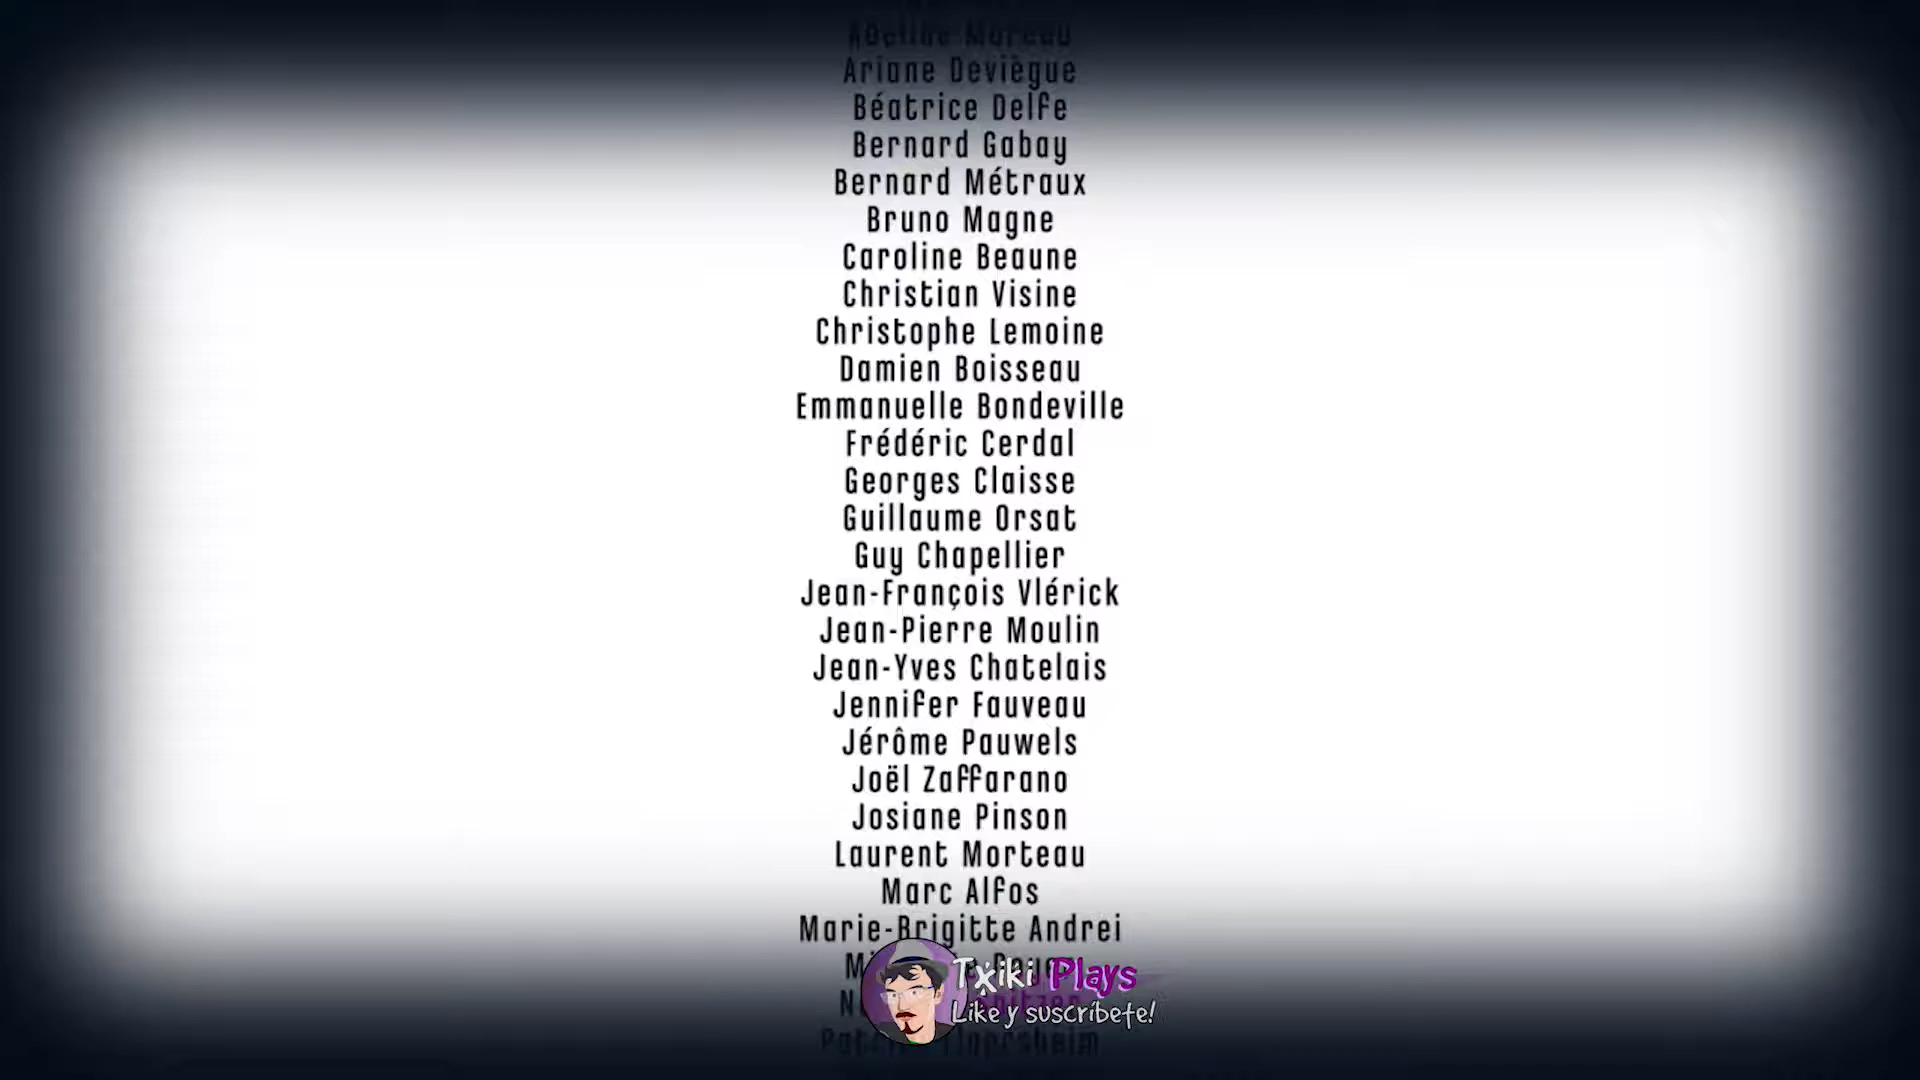 Adeline Moreau
Ariane Deviègue
Béatrice Delfe
Bernard Gabay
Bernard Métraux
Bruno Magne
Caroline Beaune
Christian Visine
Christophe Lemoine
Damien Boisseau
Emmanuelle Bondeville
Frédéric Cerdal
Georges Claisse
Guillaume Orsat
Guy Chapellier
Jean-François Vlérick
Jean-Pierre Moulin
Jean-Yves Chatelais
Jennifer Fauveau
Jérôme Pauwels
Joël Zaffarano
Josiane Pinson
Laurent Morteau
Marc Alfos
Marie-Brigitte Andrei
Txiki Plays
Like y suscríbete!